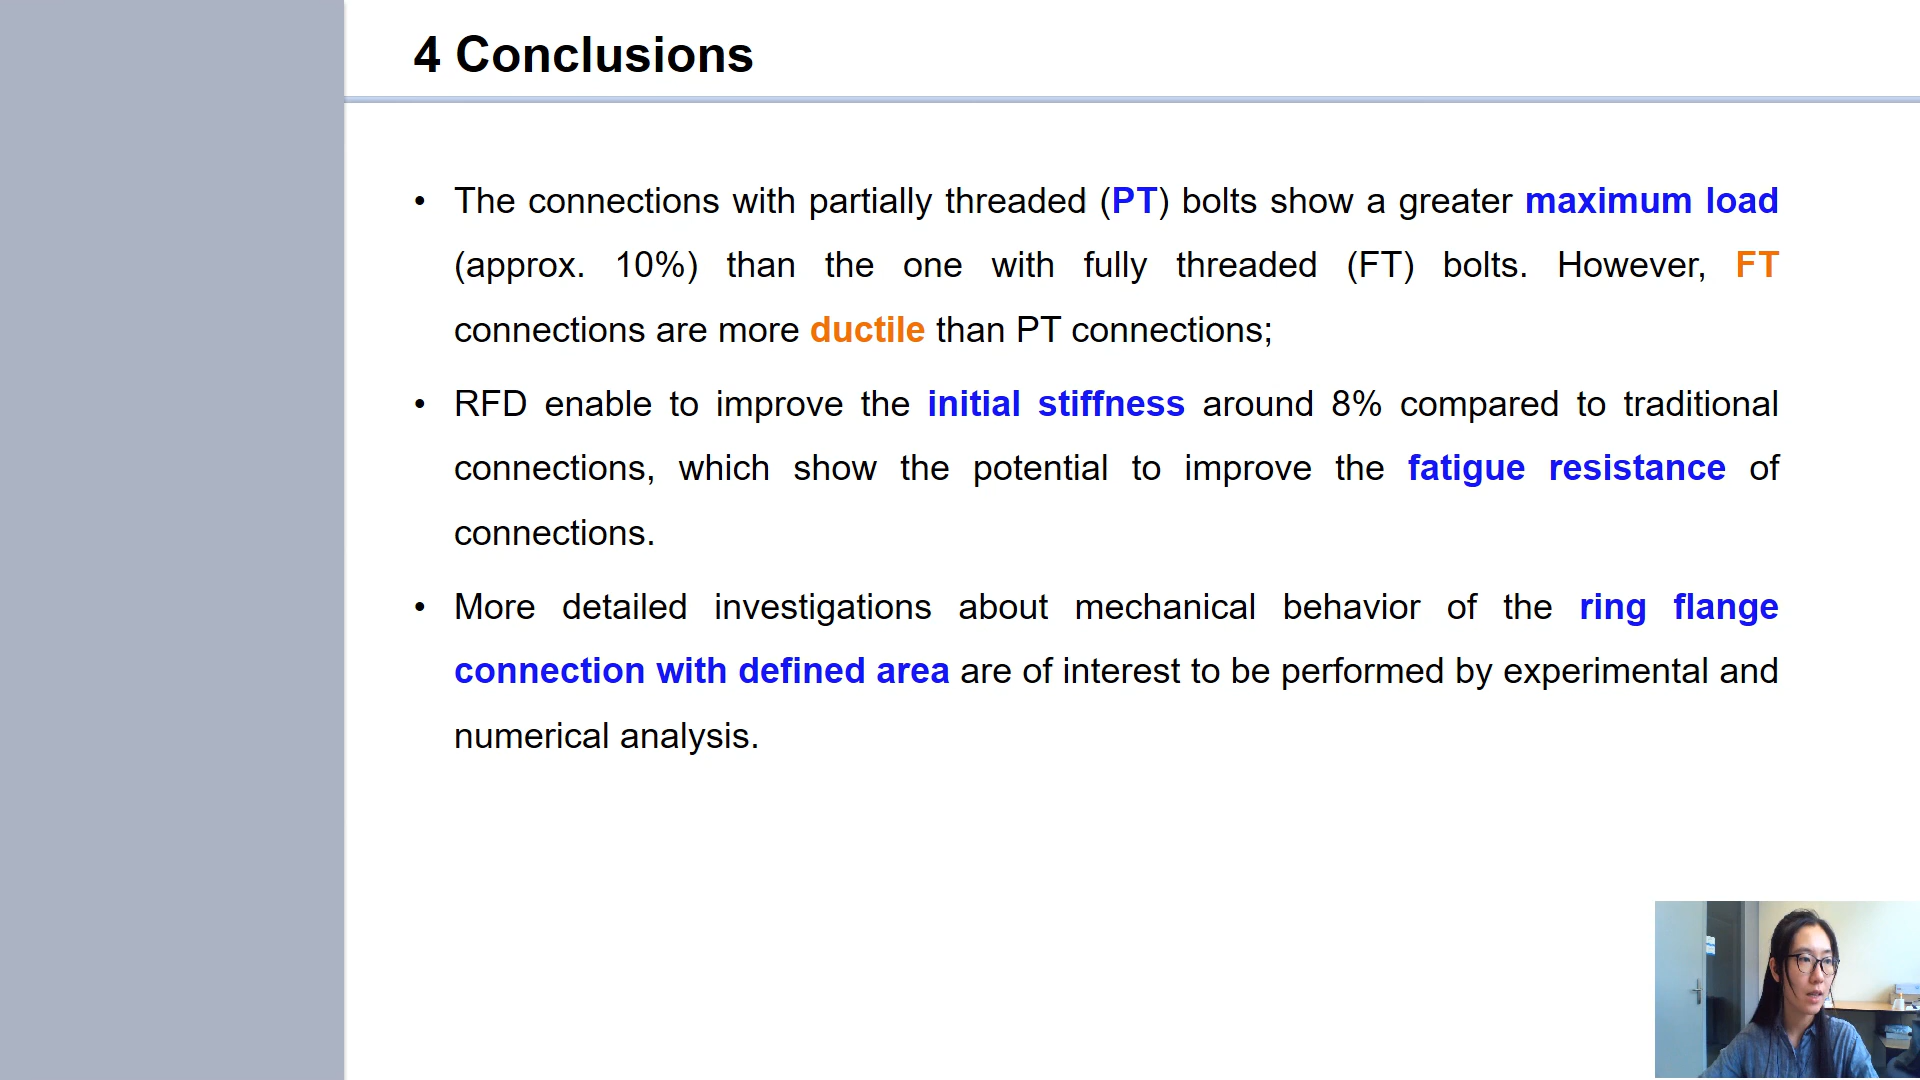 4 Conclusions
• The connections with partially threaded (PT) bolts show a greater maximum load
(approx. 10%) than the one with fully threaded (FT) bolts. However, FT
connections are more ductile than PT connections;
• RFD enable to improve the initial stiffness around 8% compared to traditional
connections, which show the potential to improve the fatigue resistance of
connections.
• More detailed investigations about mechanical behavior of the ring flange
connection with defined area are of interest to be performed by experimental and
numerical analysis.